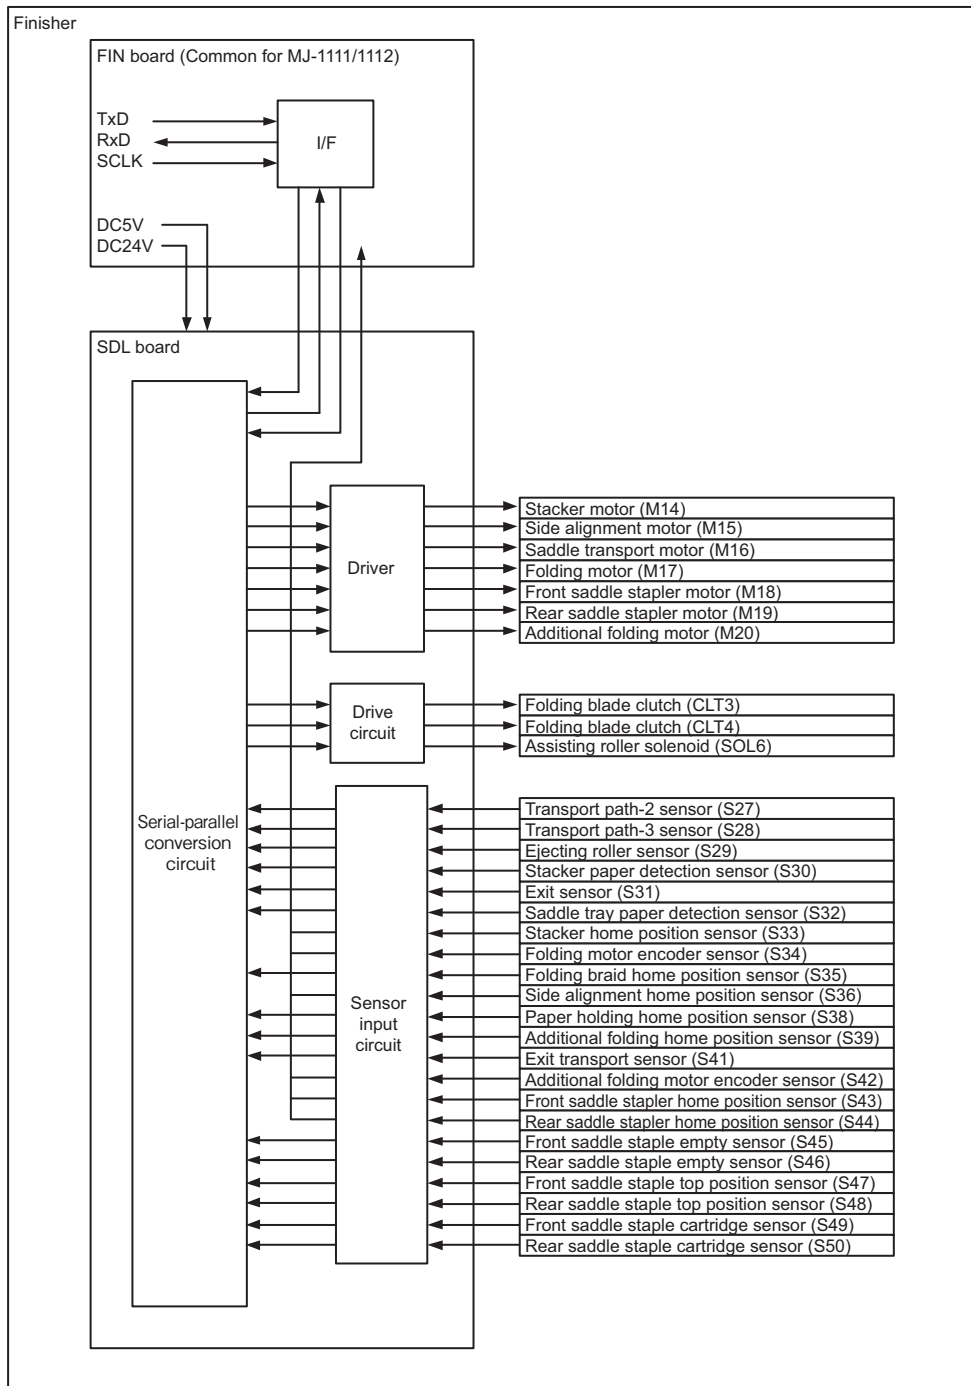 Finisher
FIN board (Common for MJ-1111/1112)
TxD
RxD
SCLK
I/F
DC5V
DC24V
SDL board
Serial-parallel
conversion
circuit
Driver
Stacker motor (M14)
Side alignment motor (M15)
Saddle transport motor (M16)
Folding motor (M17)
Front saddle stapler motor (M18)
Rear saddle stapler motor (M19)
Additional folding motor (M20)
Drive
circuit
Folding blade clutch (CLT3)
Folding blade clutch (CLT4)
Assisting roller solenoid (SOL6)
Sensor
input
circuit
Transport path-2 sensor (S27)
Transport path-3 sensor (S28)
Ejecting roller sensor (S29)
Stacker paper detection sensor (S30)
Exit sensor (S31)
Saddle tray paper detection sensor (S32)
Stacker home position sensor (S33)
Folding motor encoder sensor (S34)
Folding braid home position sensor (S35)
Side alignment home position sensor (S36)
Paper holding home position sensor (S38)
Additional folding home position sensor (S39)
Exit transport sensor (S41)
Additional folding motor encoder sensor (S42)
Front saddle stapler home position sensor (S43)
Rear saddle stapler home position sensor (S44)
Front saddle staple empty sensor (S45)
Rear saddle staple empty sensor (S46)
Front saddle staple top position sensor (S47)
Rear saddle staple top position sensor (S48)
Front saddle staple cartridge sensor (S49)
Rear saddle staple cartridge sensor (S50)